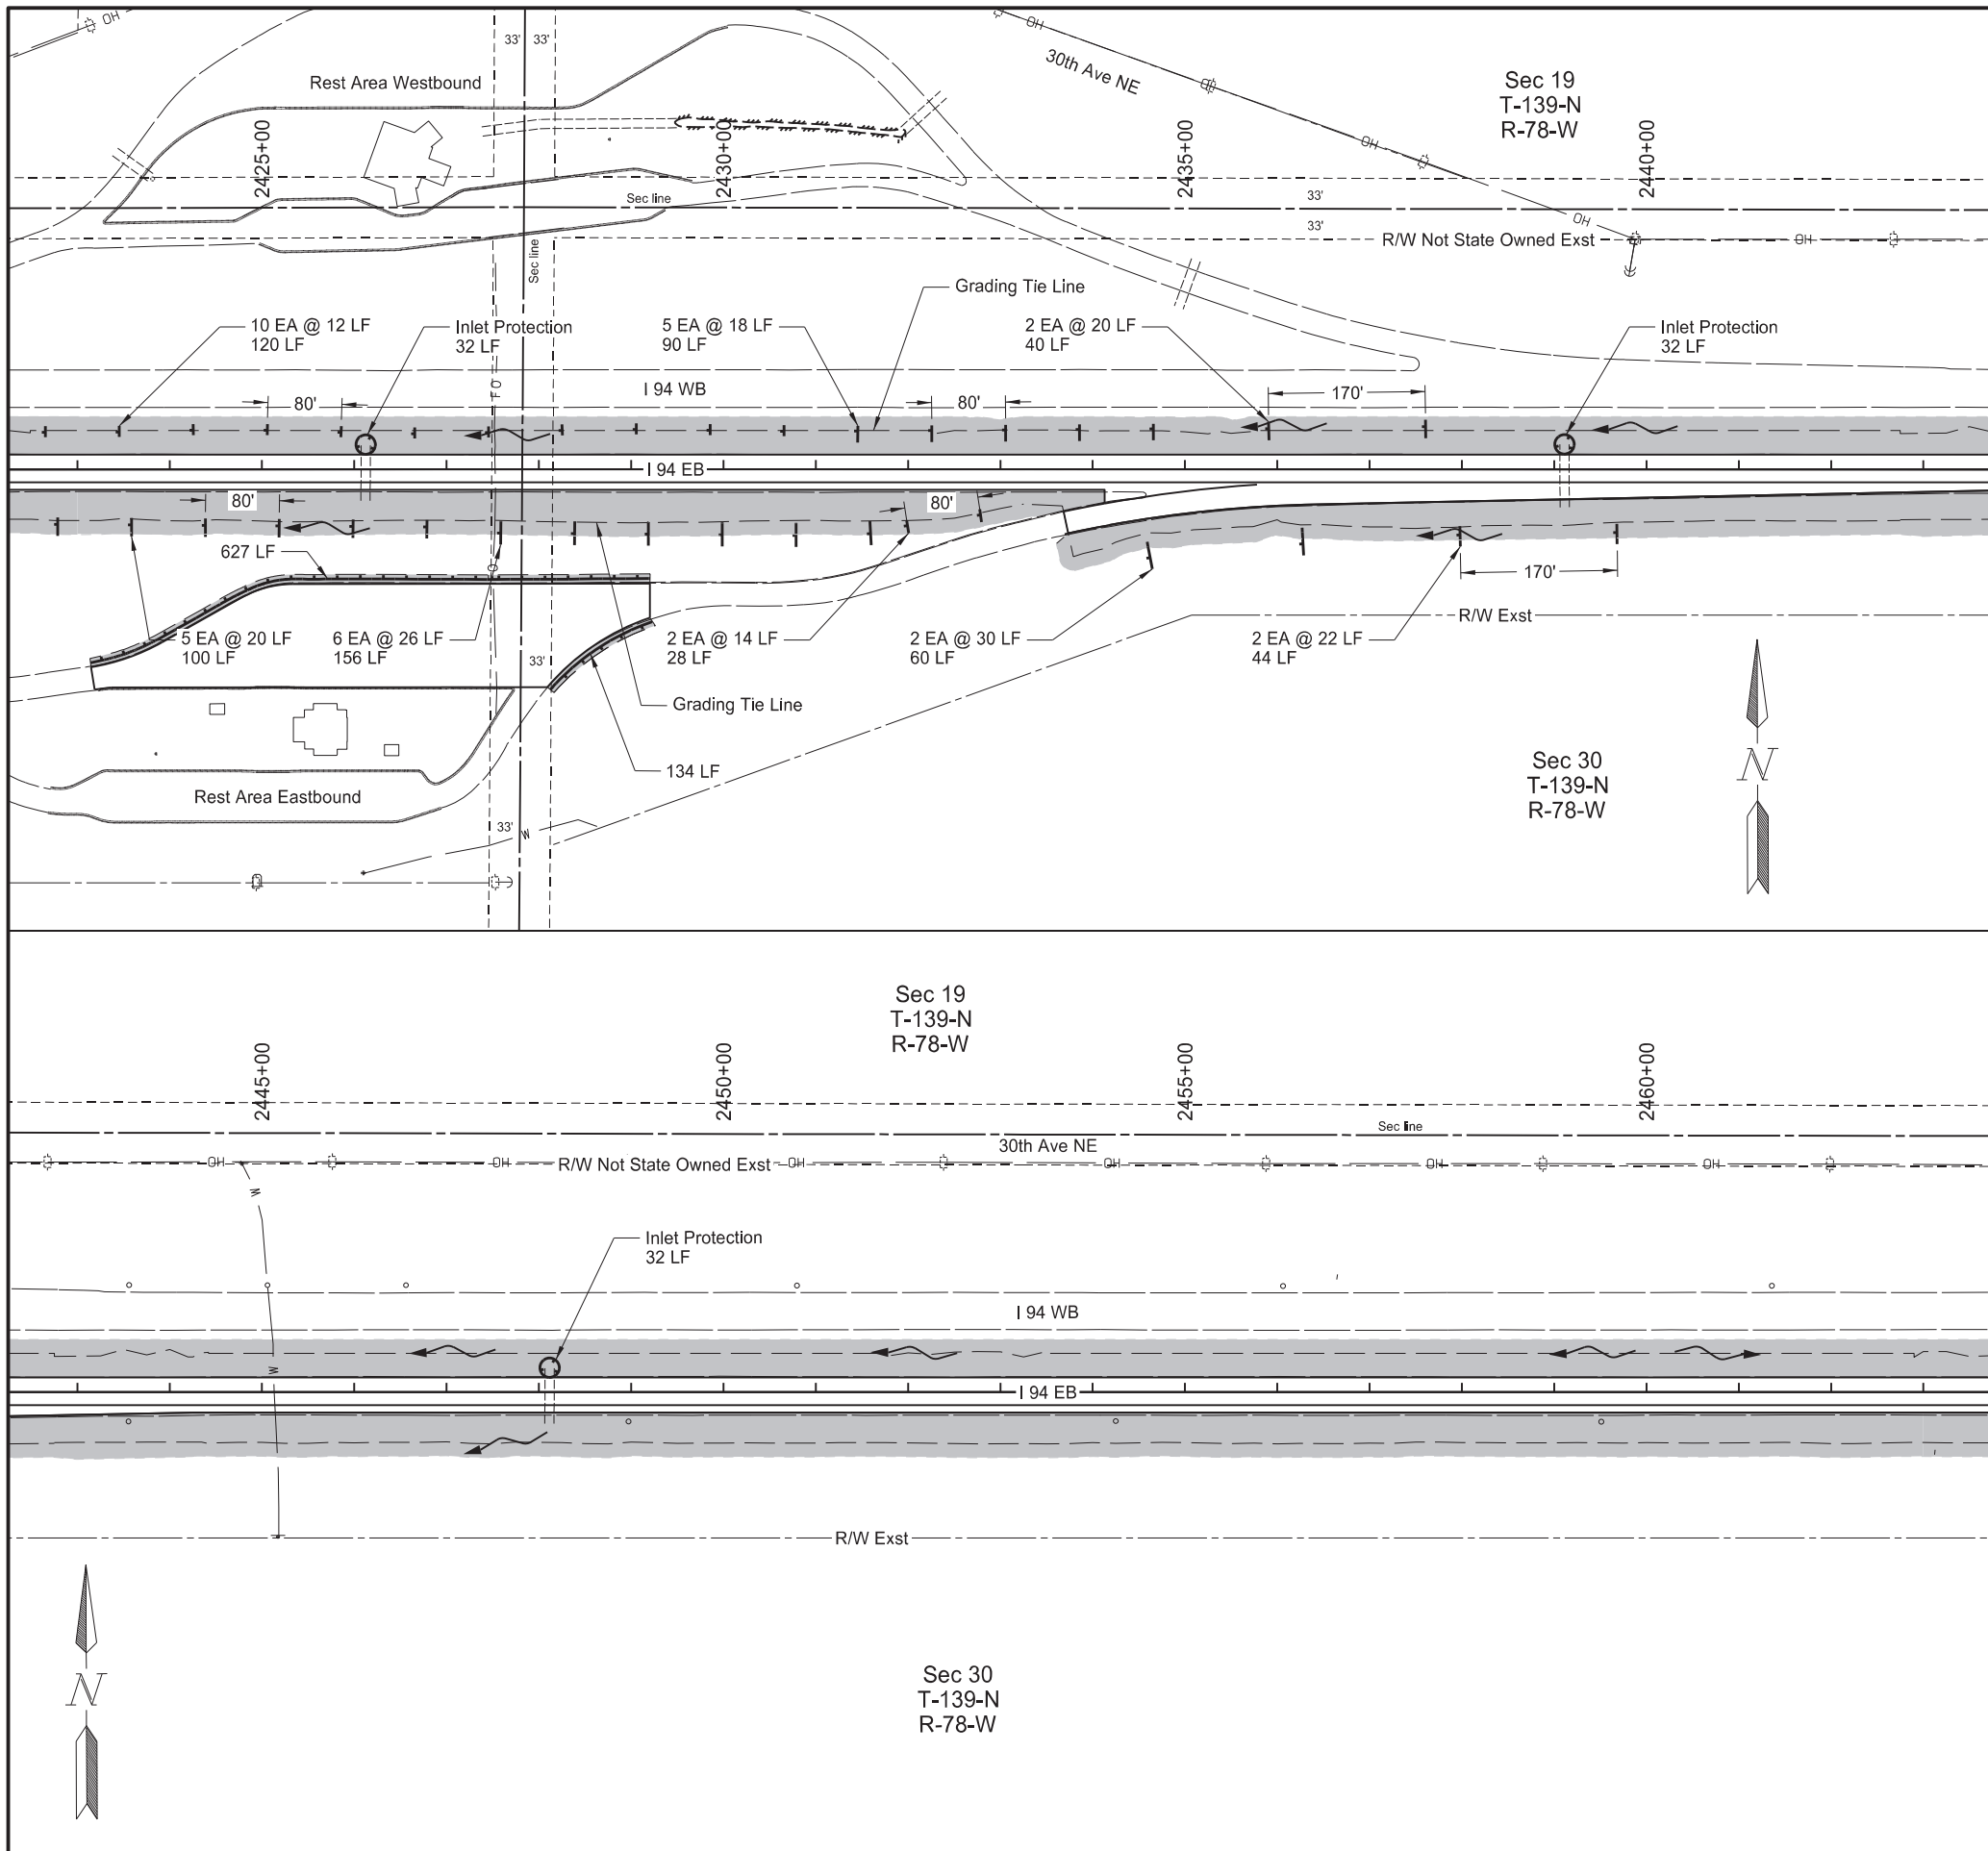 OH
33' 33'
Rest Area Westbound
OH
30th Ave NE
Sec 19
T-139-N
R-78-W
OH
2425+00
2430+00
2435+00
2440+00
Sec line
33'
33'
OH
R/W Not State Owned Exst
OH
Sec line
Grading Tie Line
10 EA @ 12 LF
120 LF
Inlet Protection
32 LF
5 EA @ 18 LF
90 LF
2 EA @ 20 LF
40 LF
Inlet Protection
32 LF
F O
I 94 WB
80'
80'
170'
I 94 EB
80'
80'
627 LF
O
170'
R/W Exst
5 EA @ 20 LF
100 LF
6 EA @ 26 LF
156 LF
33'
2 EA @ 14 LF
28 LF
2 EA @ 30 LF
60 LF
2 EA @ 22 LF
44 LF
Grading Tie Line
134 LF
N
Sec 30
T-139-N
R-78-W
Rest Area Eastbound
33'
W
Sec 19
T-139-N
R-78-W
2445+00
2450+00
2455+00
2460+00
Sec line
30th Ave NE
OH
OH
R/W Not State Owned Exst
OH
OH
OH
OH
W
Inlet Protection
32 LF
I 94 WB
W
I 94 EB
R/W Exst
N
Sec 30
T-139-N
R-78-W